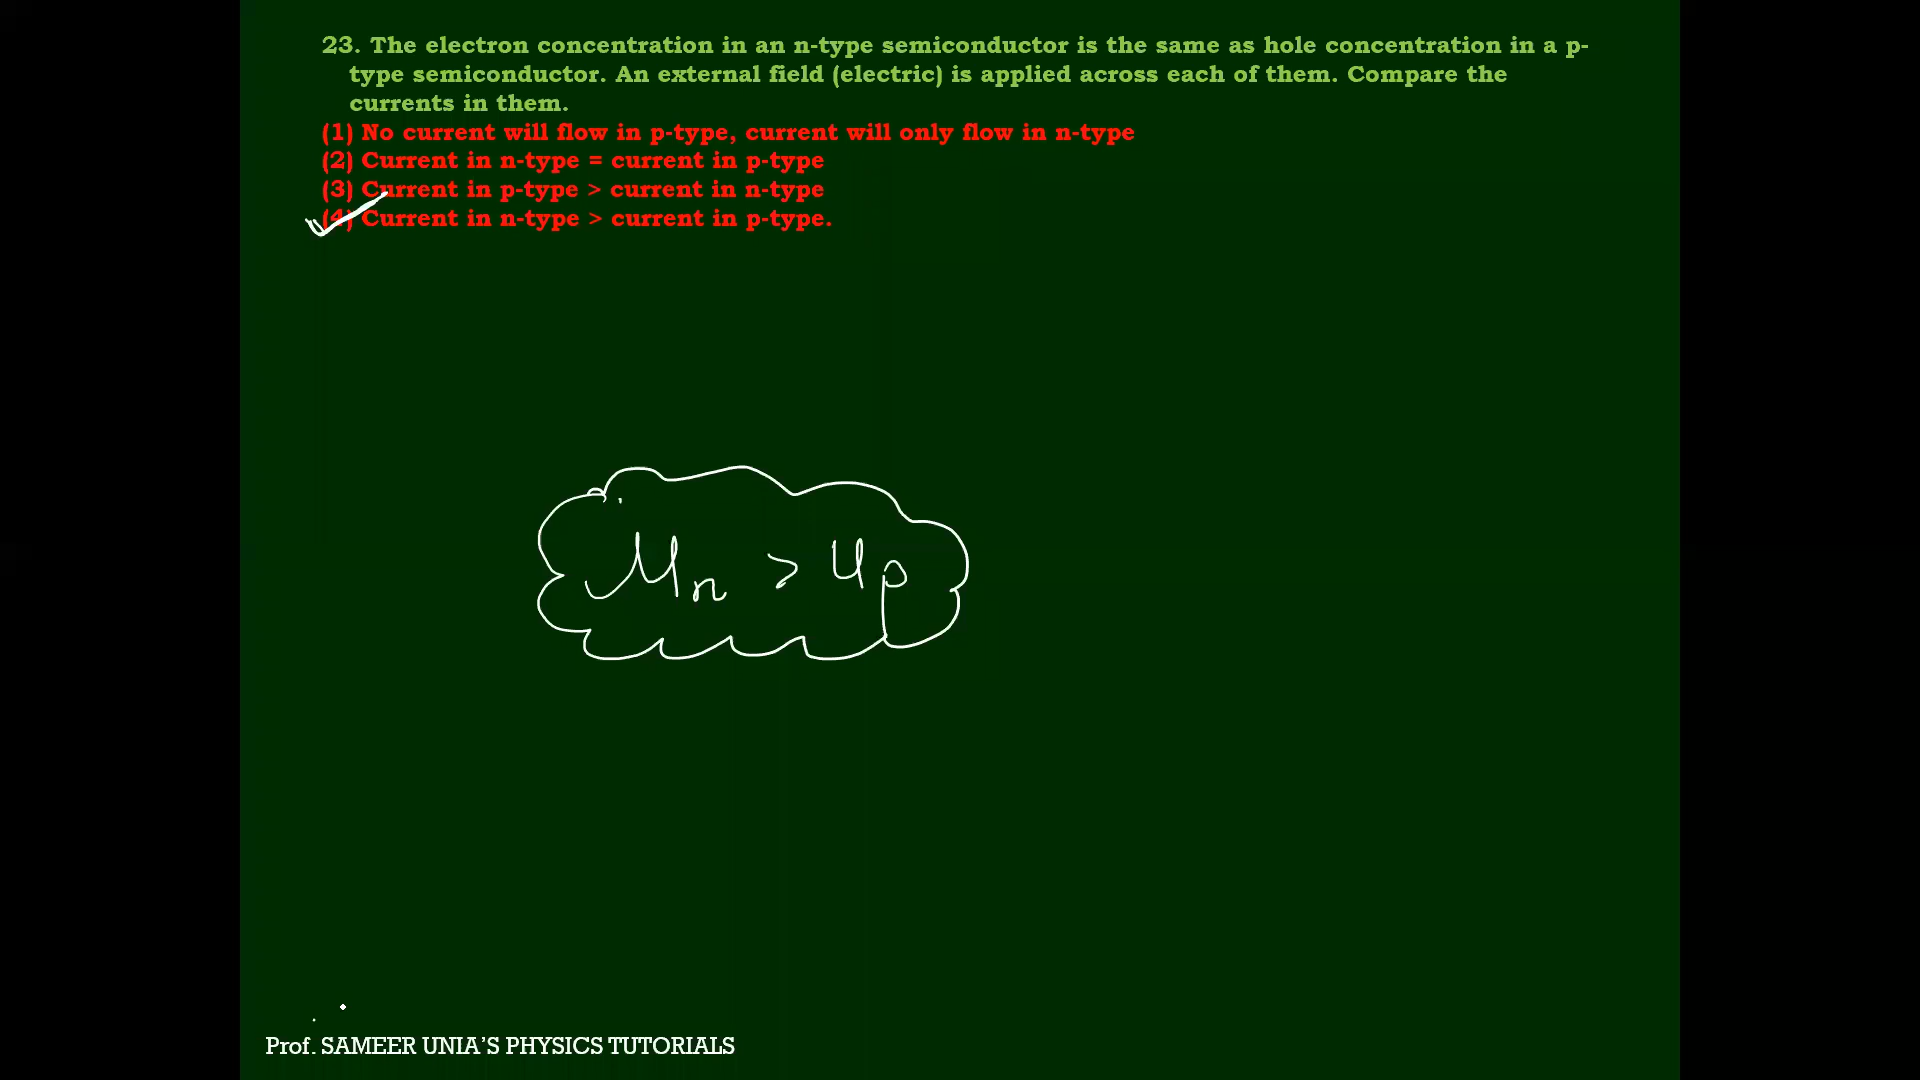 23. The electron concentration in an n-type semiconductor is the same as hole concentration in a p-
type semiconductor. An external field (electric) is applied across each of them. Compare the
currents in them.
(1) No current will flow in p-type, current will only flow in n-type
(2) Current in n-type = current in p-type
(3) Current in p-type > current in n-type
(4) Current in n-type > current in p-type.
μn > μp
Prof. SAMEER UNIA'S PHYSICS TUTORIALS